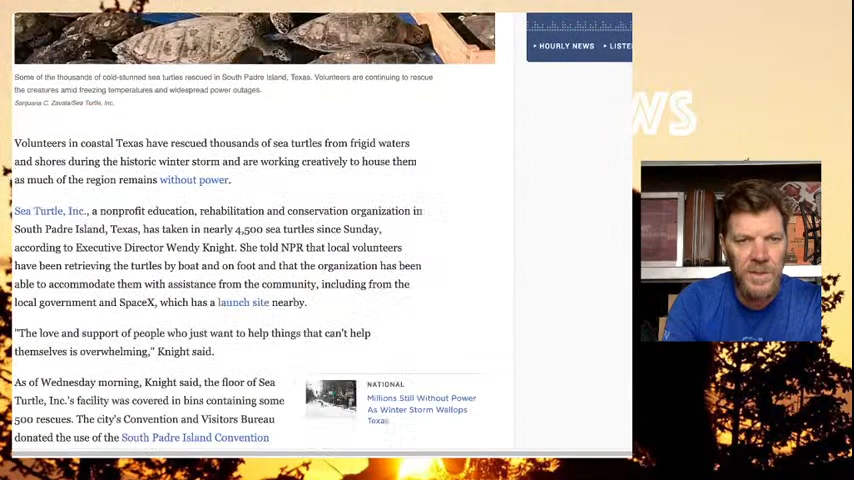 Some of the thousands of cold-stunned sea turtles rescued in South Padre Island, Texas. Volunteers are continuing to rescue
the creatures amid freezing temperatures and widespread power outages.
Sanjuana C. Zavala/Sea Turtle, Inc.
Volunteers in coastal Texas have rescued thousands of sea turtles from frigid waters
and shores during the historic winter storm and are working creatively to house them
as much of the region remains without power.
Sea Turtle, Inc., a nonprofit education, rehabilitation and conservation organization in
South Padre Island, Texas, has taken in nearly 4,500 sea turtles since Sunday,
according to Executive Director Wendy Knight. She told NPR that local volunteers
have been retrieving the turtles by boat and on foot and that the organization has been
able to accommodate them with assistance from the community, including from the
local government and SpaceX, which has a launch site nearby.
"The love and support of people who just want to help things that can't help
themselves is overwhelming," Knight said.
As of Wednesday morning, Knight said, the floor of Sea
Turtle, Inc.'s facility was covered in bins containing some
500 rescues. The city's Convention and Visitors Bureau
donated the use of the South Padre Island Convention
NATIONAL
Millions Still Without Power
As Winter Storm Wallops
Texas
HOURLY NEWS
LISTE
WS